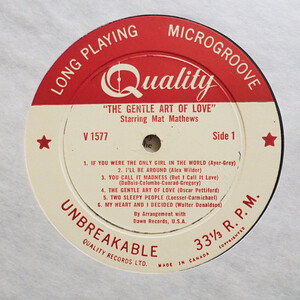 LONG PLAYING MICROGROOVE
Quality
"THE GENTLE ART OF LOVE"
Starring Mat Mathews
V 1577 Side 1
1. IF YOU WERE THE ONLY GIRL IN THE WORLD (Ayer-Grey)
2. I'LL BE AROUND (Alex Wilder)
3. YOU CALL IT MADNESS (But I Call It Love)
(DuBois-Colombo-Conrad-Gregory)
4. THE GENTLE ART OF LOVE (Oscar Pettiford)
5. TWO SLEEPY PEOPLE (Loesser-Carmichael)
6. MY HEART AND I DECIDED (Walter Donaldson)
By Arrangement with
Dawn Records, U.S.A.
UNBREAKABLE 33⅓ R.P.M.
QUALITY RECORDS LTD. MADE IN CANADA COPYRIGHTED